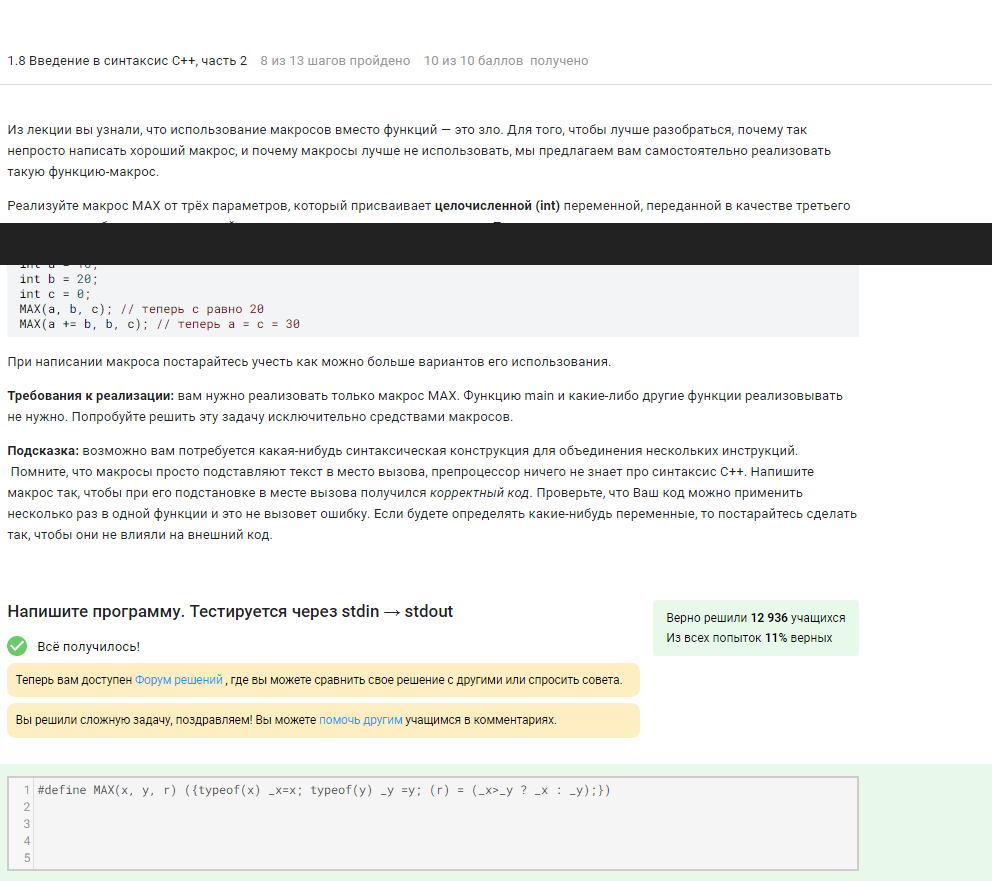 1.8 Введение в синтаксис C++, часть 2 8 из 13 шагов пройдено 10 из 10 баллов получено
Из лекции вы узнали, что использование макросов вместо функций — это зло. Для того, чтобы лучше разобраться, почему так
непросто написать хороший макрос, и почему макросы лучше не использовать, мы предлагаем вам самостоятельно реализовать
такую функцию-макрос.
Реализуйте макрос MAX от трёх параметров, который присваивает целочисленной (int) переменной, переданной в качестве третьего
int b = 20;
int c = 0;
MAX(a, b, c); // теперь c равно 20
MAX(a += b, b, c); // теперь a = c = 30
При написании макроса постарайтесь учесть как можно больше вариантов его использования.
Требования к реализации: вам нужно реализовать только макрос MAX. Функцию main и какие-либо другие функции реализовывать
не нужно. Попробуйте решить эту задачу исключительно средствами макросов.
Подсказка: возможно вам потребуется какая-нибудь синтаксическая конструкция для объединения нескольких инструкций.
Помните, что макросы просто подставляют текст в место вызова, препроцессор ничего не знает про синтаксис C++. Напишите
макрос так, чтобы при его подстановке в месте вызова получился корректный код. Проверьте, что Ваш код можно применить
несколько раз в одной функции и это не вызовет ошибку. Если будете определять какие-нибудь переменные, то постарайтесь сделать
так, чтобы они не влияли на внешний код.
Напишите программу. Тестируется через stdin → stdout
Верно решили 12 936 учащихся
Из всех попыток 11% верных
Всё получилось!
Теперь вам доступен Форум решений , где вы можете сравнить свое решение с другими или спросить совета.
Вы решили сложную задачу, поздравляем! Вы можете помочь другим учащимся в комментариях.
1 #define MAX(x, y, r) ({typeof(x) _x=x; typeof(y) _y =y; (r) = (_x>_y ? _x : _y);})
2
3
4
5